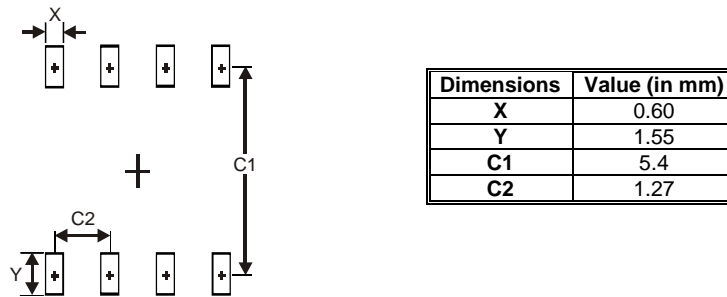 X
C1
C2
Y
Dimensions Value (in mm)
X 0.60
Y 1.55
C1 5.4
C2 1.27